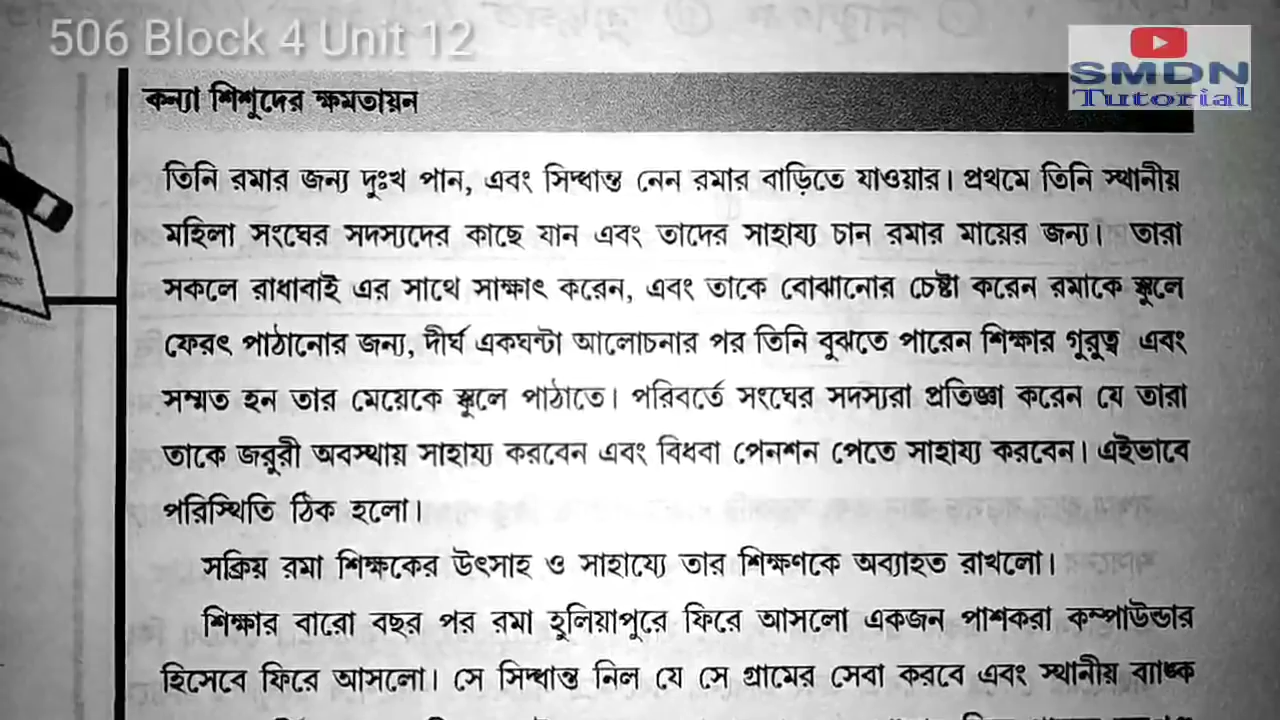 506 Block 4 Unit 12
SMDN
Tutorial
কন্যা শিশুদের ক্ষমতায়ন
তিনি রমার জন্য দুঃখ পান, এবং সিদ্ধান্ত নেন রমার বাড়িতে যাওয়ার। প্রথমে তিনি স্থানীয়
মহিলা সংঘের সদস্যদের কাছে যান এবং তাদের সাহায্য চান রমার মায়ের জন্য। তারা
সকলে রাধাবাই এর সাথে সাক্ষাৎ করেন, এবং তাকে বোঝানোর চেষ্টা করেন রমাকে স্কুলে
ফেরৎ পাঠানোর জন্য, দীর্ঘ একঘন্টা আলোচনার পর তিনি বুঝতে পারেন শিক্ষার গুরুত্ব এবং
সম্মত হন তার মেয়েকে স্কুলে পাঠাতে। পরিবর্তে সংঘের সদস্যরা প্রতিজ্ঞা করেন যে তারা
তাকে জরুরী অবস্থায় সাহায্য করবেন এবং বিধবা পেনশন পেতে সাহায্য করবেন। এইভাবে
পরিস্থিতি ঠিক হলো।
সক্রিয় রমা শিক্ষকের উৎসাহ ও সাহায্যে তার শিক্ষণকে অব্যাহত রাখলো।
শিক্ষার বারো বছর পর রমা হুলিয়াপুরে ফিরে আসলো একজন পাশকরা কম্পাউন্ডার
হিসেবে ফিরে আসলো। সে সিদ্ধান্ত নিল যে সে গ্রামের সেবা করবে এবং স্থানীয় ব্যাঙ্ক